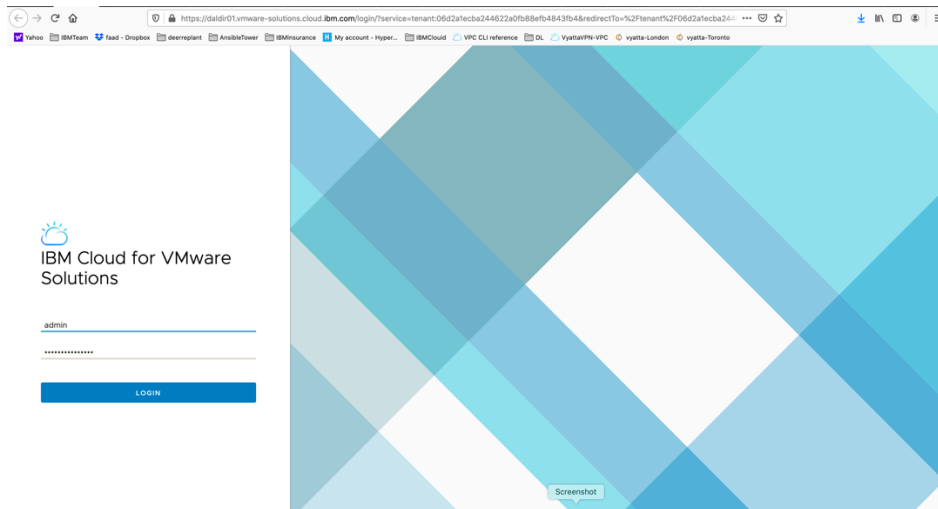 https://daldir01.vmware-solutions.cloud.ibm.com/login/?service=tenant:06d2a1ecba244622a0fb88efb4843fb4&redirectTo=%2Ftenant%2F06d2a1ecba24
Yahoo IBMTeam faad - Dropbox deerreplant AnsibleTower IBMinsurance My account - Hyper... IBMClouid VPC CLI reference DL VyattaVPN-VPC vyatta-London vyatta-Toronto
IBM Cloud for VMware
Solutions
admin
•••••••••••••••
LOGIN
Screenshot